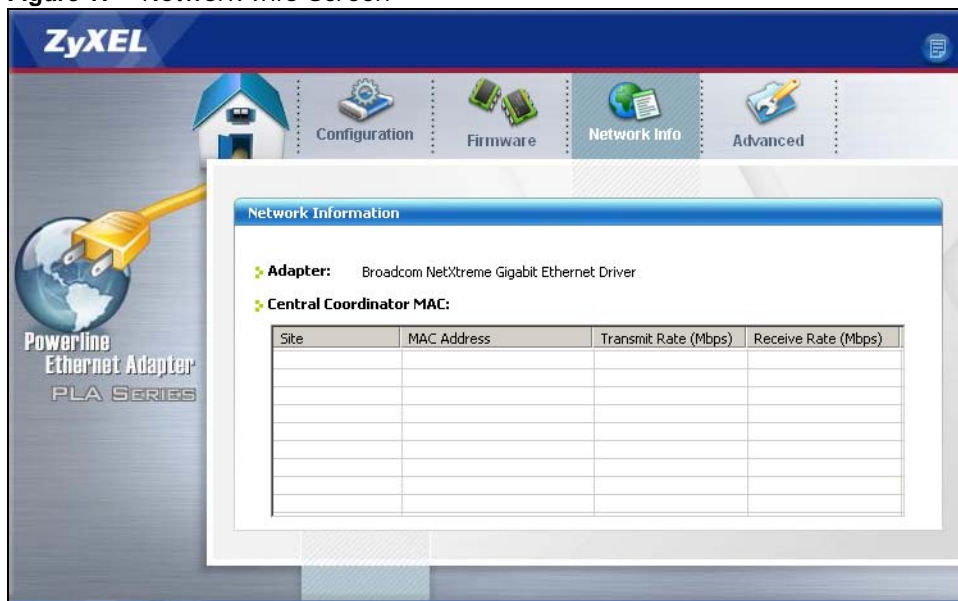 ZyXEL
Configuration
Firmware
Network Info
Advanced
Network Information
Adapter: Broadcom NetXtreme Gigabit Ethernet Driver
Central Coordinator MAC:
Site MAC Address Transmit Rate (Mbps) Receive Rate (Mbps)
Powerline
Ethernet Adapter
PLA SERIES